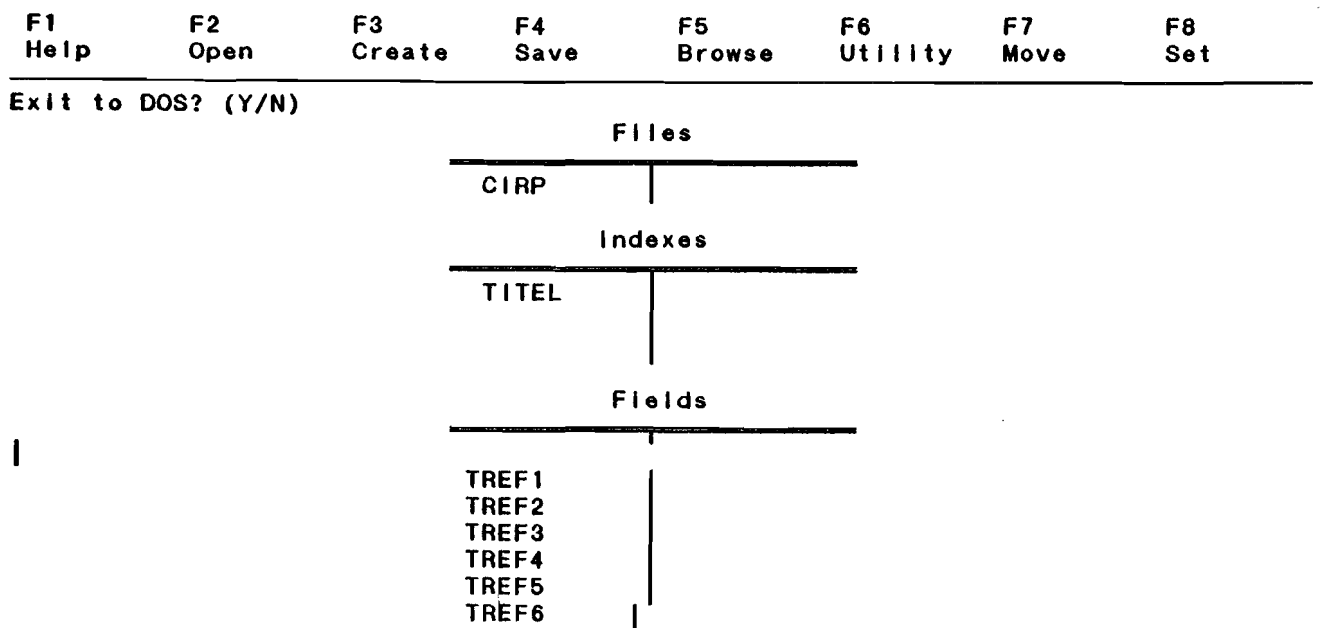 F1 F2 F3 F4 F5 F6 F7 F8
Help Open Create Save Browse Utility Move Set
Exit to DOS? (Y/N)
Files
CIRP
Indexes
TITEL
Fields
TREF1
TREF2
TREF3
TREF4
TREF5
TREF6